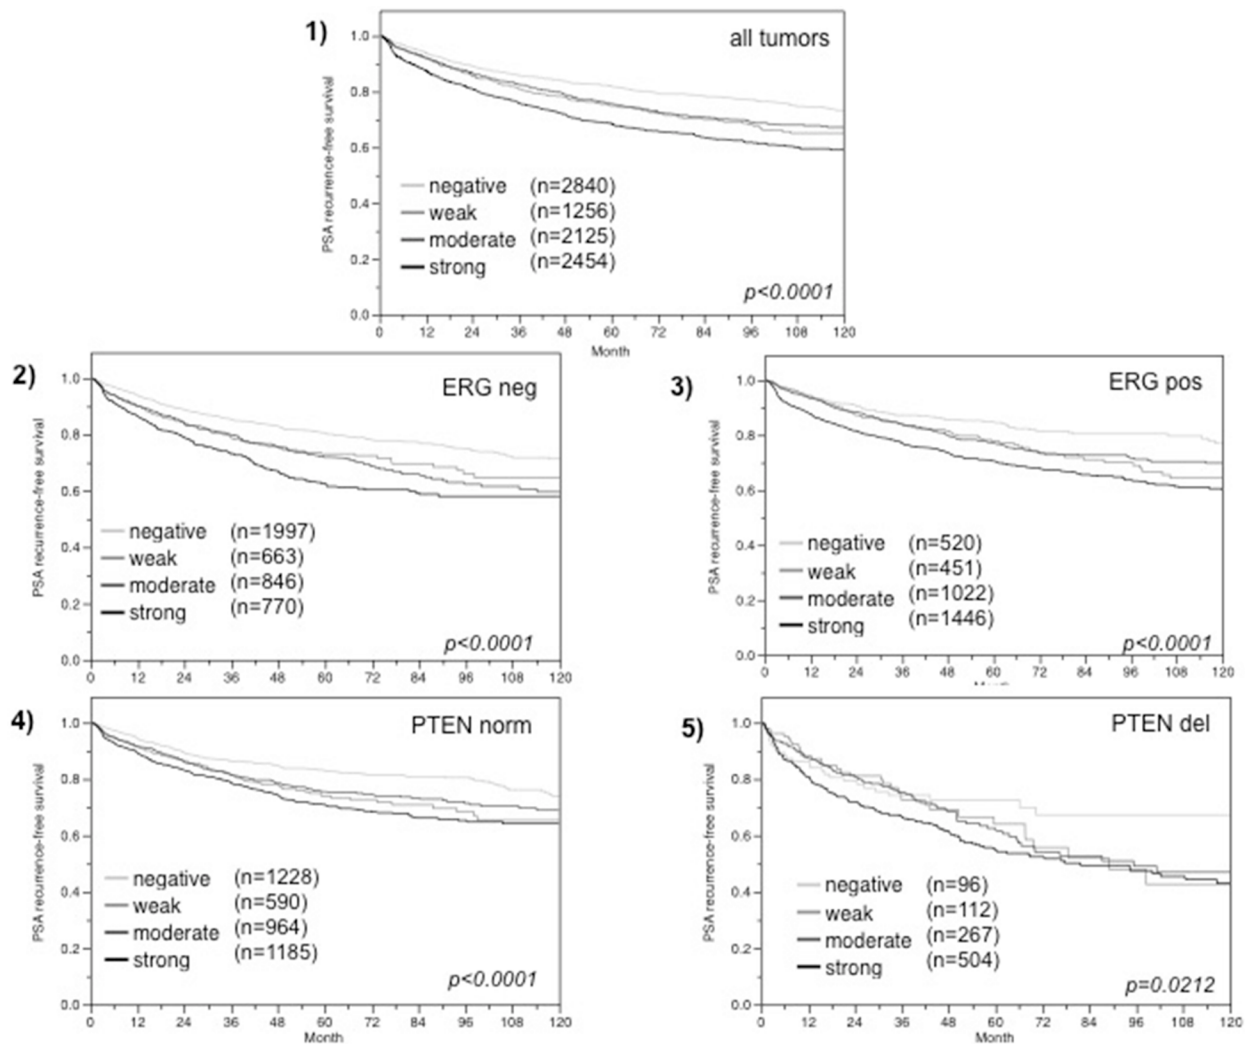 1)
all tumors
PSA recurrence-free survival
1.0
0.8
0.6
0.4
0.2
0.0
negative (n=2840)
weak (n=1256)
moderate (n=2125)
strong (n=2454)
p<0.0001
0 12 24 36 48 60 72 84 96 108 120
Month
2)
ERG neg
PSA recurrence-free survival
1.0
0.8
0.6
0.4
0.2
0.0
negative (n=1997)
weak (n=663)
moderate (n=846)
strong (n=770)
p<0.0001
0 12 24 36 48 60 72 84 96 108 120
3)
ERG pos
PSA recurrence-free survival
1.0
0.8
0.6
0.4
0.2
0.0
negative (n=520)
weak (n=451)
moderate (n=1022)
strong (n=1446)
p<0.0001
0 12 24 36 48 60 72 84 96 108 120
4)
PTEN norm
PSA recurrence-free survival
1.0
0.8
0.6
0.4
0.2
0.0
negative (n=1228)
weak (n=590)
moderate (n=964)
strong (n=1185)
p<0.0001
0 12 24 36 48 60 72 84 96 108 120
Month
5)
PTEN del
PSA recurrence-free survival
1.0
0.8
0.6
0.4
0.2
0.0
negative (n=96)
weak (n=112)
moderate (n=267)
strong (n=504)
p=0.0212
0 12 24 36 48 60 72 84 96 108 120
Month